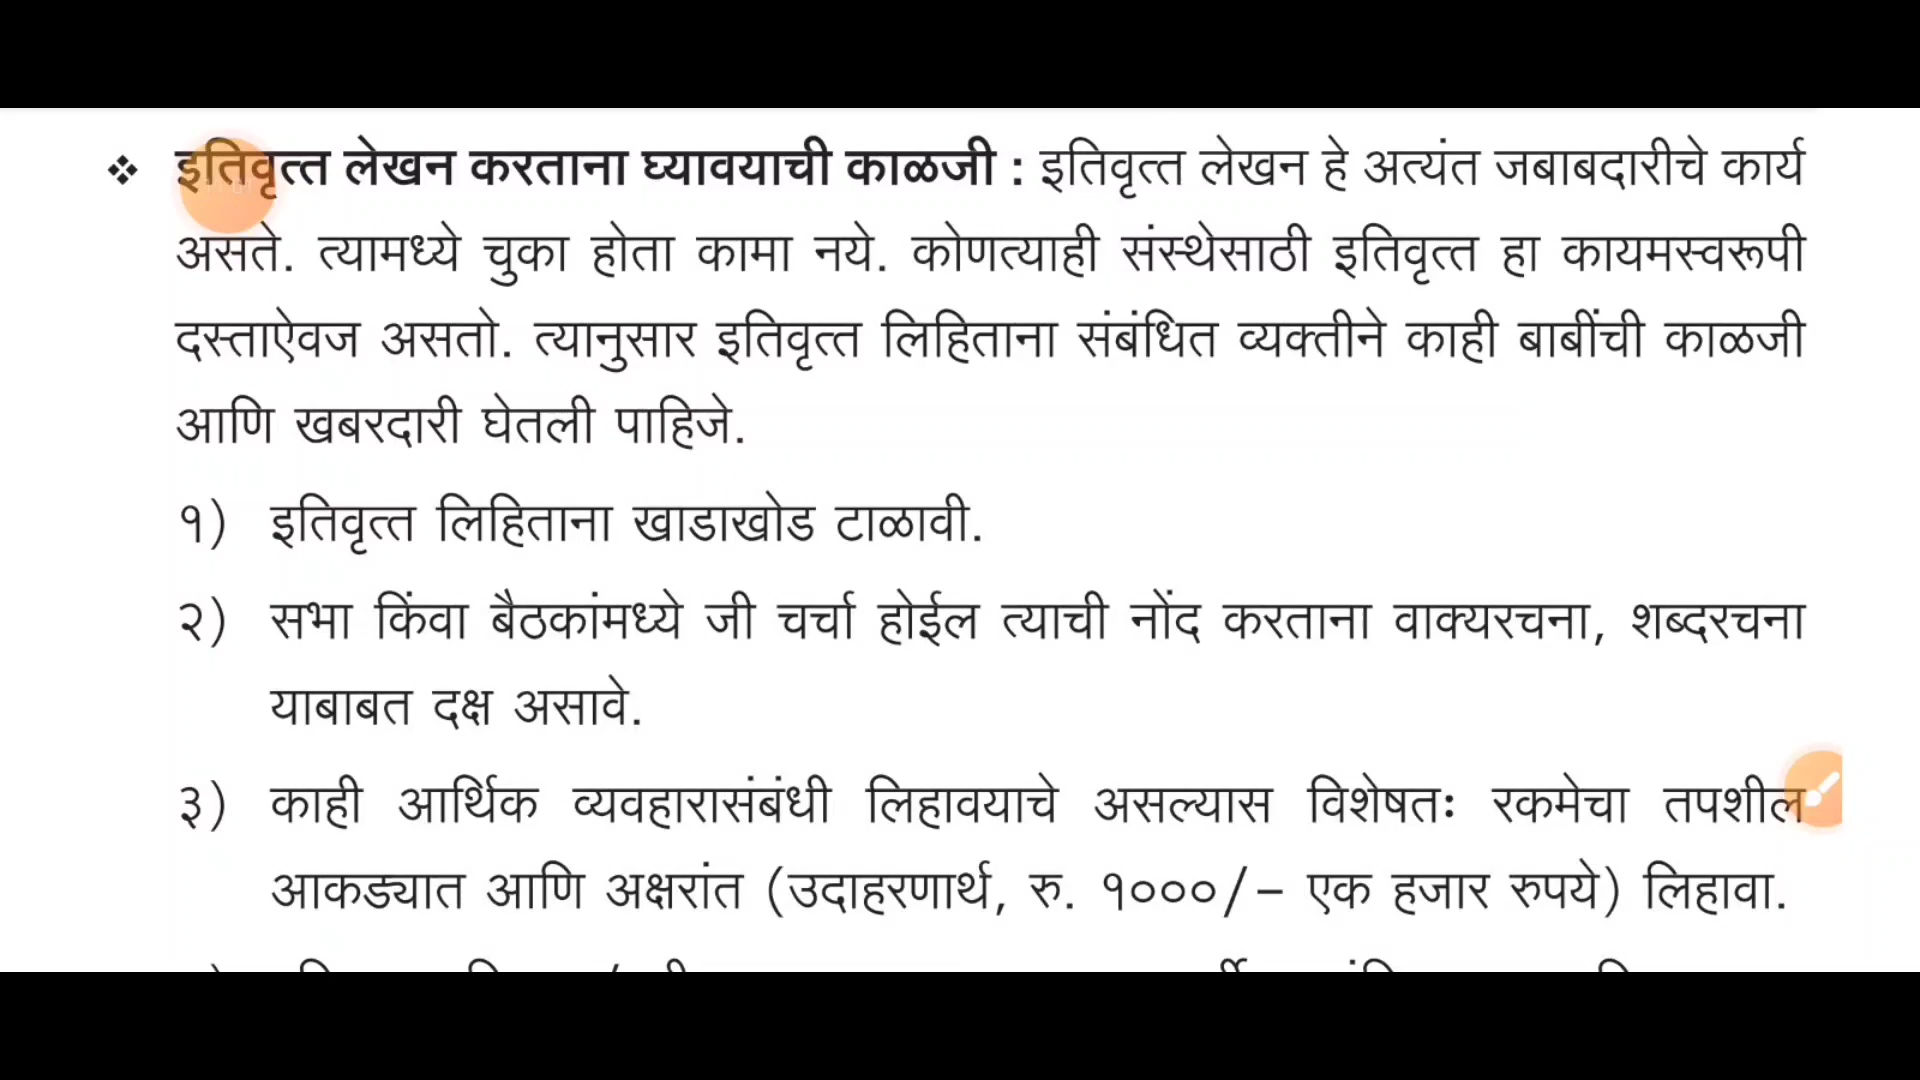 ❖ इतिवृत्त लेखन करताना घ्यावयाची काळजी : इतिवृत्त लेखन हे अत्यंत जबाबदारीचे कार्य
असते. त्यामध्ये चुका होता कामा नये. कोणत्याही संस्थेसाठी इतिवृत्त हा कायमस्वरूपी
दस्ताऐवज असतो. त्यानुसार इतिवृत्त लिहिताना संबंधित व्यक्तीने काही बाबींची काळजी
आणि खबरदारी घेतली पाहिजे.
१) इतिवृत्त लिहिताना खाडाखोड टाळावी.
२) सभा किंवा बैठकांमध्ये जी चर्चा होईल त्याची नोंद करताना वाक्यरचना, शब्दरचना
याबाबत दक्ष असावे.
३) काही आर्थिक व्यवहारासंबंधी लिहावयाचे असल्यास विशेषतः रकमेचा तपशील
आकड्यात आणि अक्षरांत (उदाहरणार्थ, रु. १०००/– एक हजार रुपये) लिहावा.